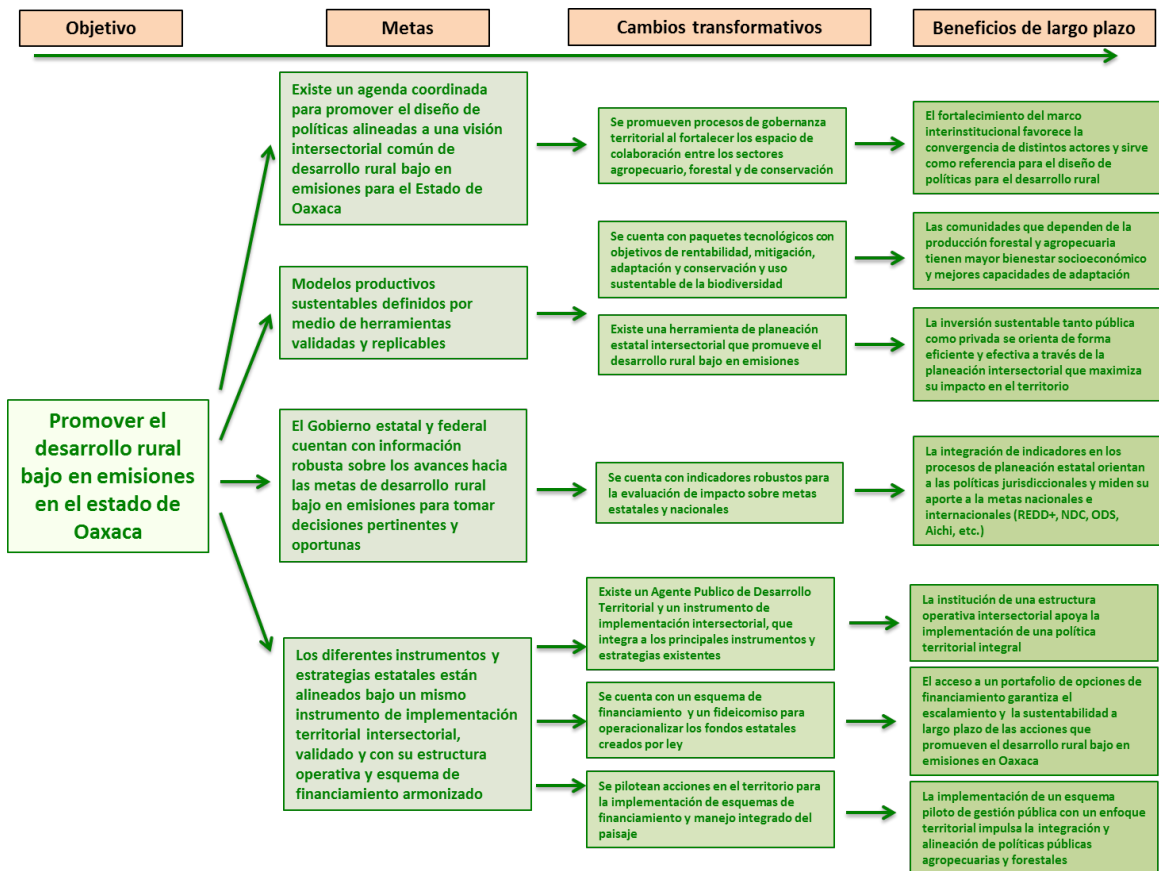 Objetivo
Metas
Cambios transformativos
Beneficios de largo plazo
Promover el
desarrollo rural
bajo en emisiones
en el estado de
Oaxaca
Existe un agenda coordinada
para promover el diseño de
políticas alineadas a una visión
intersectorial común de
desarrollo rural bajo en
emisiones para el Estado de
Oaxaca
Se promueven procesos de gobernanza
territorial al fortalecer los espacio de
colaboración entre los sectores
agropecuario, forestal y de conservación
El fortalecimiento del marco
interinstitucional favorece la
convergencia de distintos actores y sirve
como referencia para el diseño de
políticas para el desarrollo rural
Modelos productivos
sustentables definidos por
medio de herramientas
validadas y replicables
Se cuenta con paquetes tecnológicos con
objetivos de rentabilidad, mitigación,
adaptación y conservación y uso
sustentable de la biodiversidad
Las comunidades que dependen de la
producción forestal y agropecuaria
tienen mayor bienestar socioeconómico
y mejores capacidades de adaptación
Existe una herramienta de planeación
estatal intersectorial que promueve el
desarrollo rural bajo en emisiones
La inversión sustentable tanto pública
como privada se orienta de forma
eficiente y efectiva a través de la
planeación intersectorial que maximiza
su impacto en el territorio
El Gobierno estatal y federal
cuentan con información
robusta sobre los avances hacia
las metas de desarrollo rural
bajo en emisiones para tomar
decisiones pertinentes y
oportunas
Se cuenta con indicadores robustos para
la evaluación de impacto sobre metas
estatales y nacionales
La integración de indicadores en los
procesos de planeación estatal orientan
a las políticas jurisdiccionales y miden su
aporte a la metas nacionales e
internacionales (REDD+, NDC, ODS,
Aichi, etc.)
Los diferentes instrumentos y
estrategias estatales están
alineados bajo un mismo
instrumento de implementación
territorial intersectorial,
validado y con su estructura
operativa y esquema de
financiamiento armonizado
Existe un Agente Publico de Desarrollo
Territorial y un instrumento de
implementación intersectorial, que
integra a los principales instrumentos y
estrategias existentes
La institución de una estructura
operativa intersectorial apoya la
implementación de una política
territorial integral
Se cuenta con un esquema de
financiamiento y un fideicomiso para
operacionalizar los fondos estatales
creados por ley
El acceso a un portafolio de opciones de
financiamiento garantiza el
escalamiento y la sustentabilidad a
largo plazo de las acciones que
promueven el desarrollo rural bajo en
emisiones en Oaxaca
Se pilotean acciones en el territorio para
la implementación de esquemas de
financiamiento y manejo integrado del
paisaje
La implementación de un esquema
piloto de gestión pública con un enfoque
territorial impulsa la integración y
alineación de políticas públicas
agropecuarias y forestales